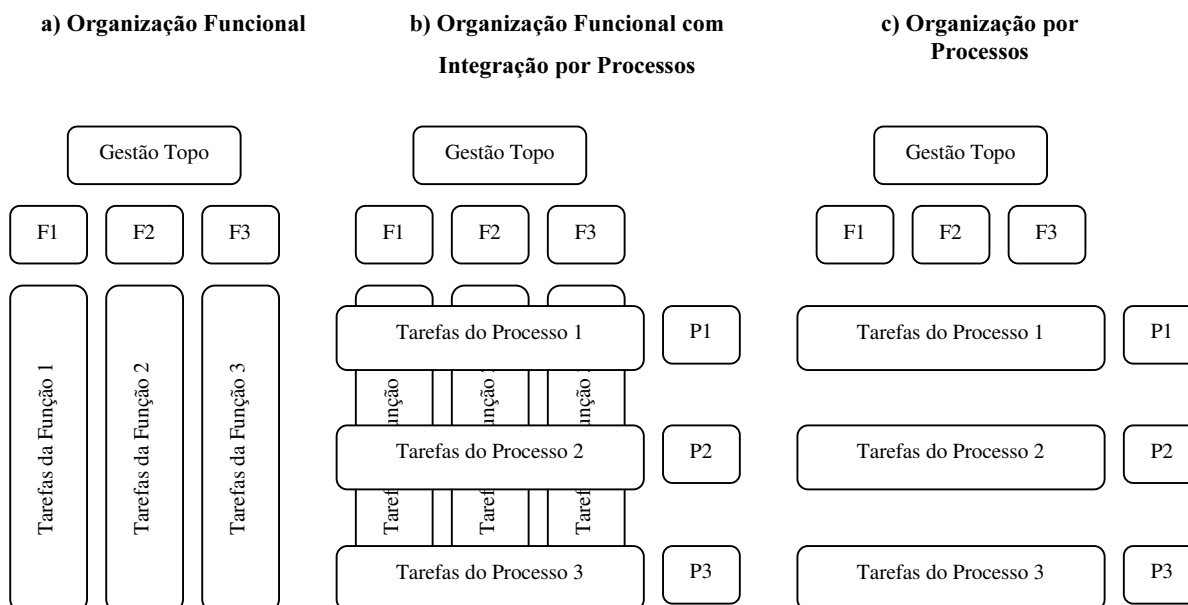 a) Organização Funcional
b) Organização Funcional com
Integração por Processos
c) Organização por
Processos
Gestão Topo
F1
F2
F3
Tarefas da Função 1
Tarefas da Função 2
Tarefas da Função 3
Gestão Topo
F1
F2
F3
Tarefas do Processo 1
P1
Tarefas do Processo 2
P2
Tarefas do Processo 3
P3
Gestão Topo
F1
F2
F3
Tarefas do Processo 1
P1
Tarefas do Processo 2
P2
Tarefas do Processo 3
P3